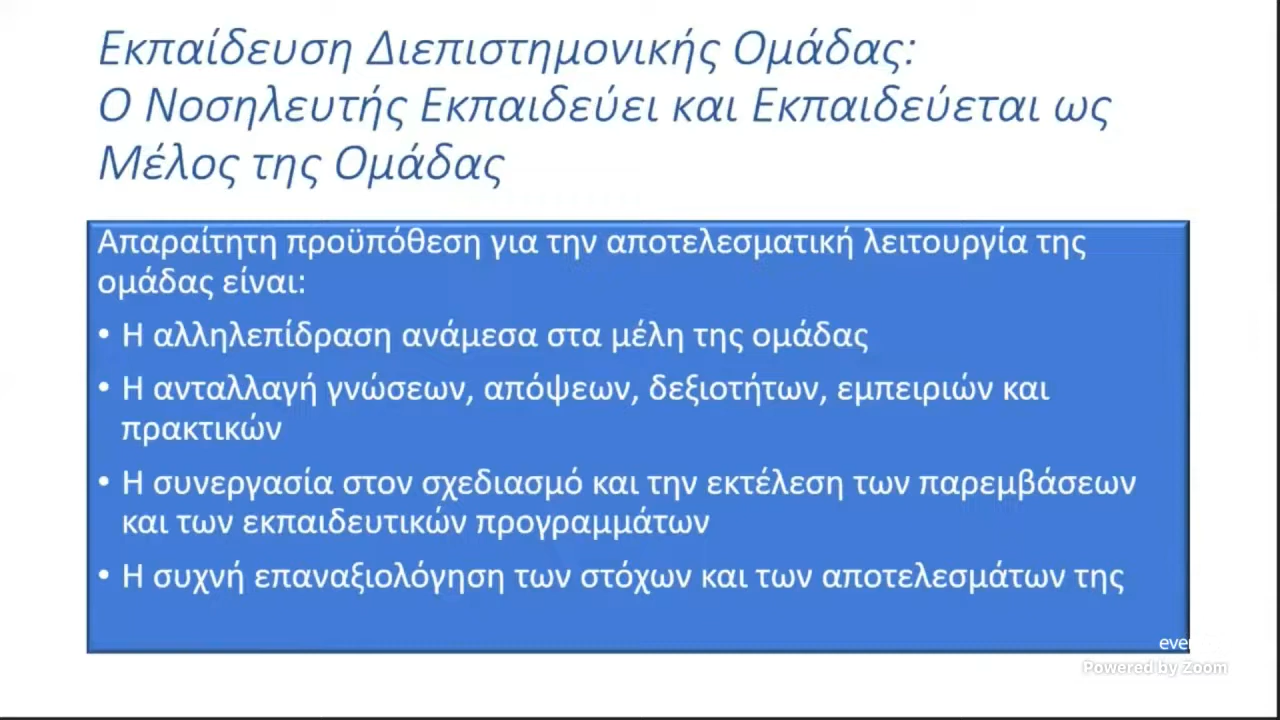 Εκπαίδευση Διεπιστημονικής Ομάδας:
Ο Νοσηλευτής Εκπαιδεύει και Εκπαιδεύεται ως
Μέλος της Ομάδας
Απαραίτητη προϋπόθεση για την αποτελεσματική λειτουργία της
ομάδας είναι:
• Η αλληλεπίδραση ανάμεσα στα μέλη της ομάδας
• Η ανταλλαγή γνώσεων, απόψεων, δεξιοτήτων, εμπειριών και
πρακτικών
• Η συνεργασία στον σχεδιασμό και την εκτέλεση των παρεμβάσεων
και των εκπαιδευτικών προγραμμάτων
• Η συχνή επαναξιολόγηση των στόχων και των αποτελεσμάτων της
Powered by Zoom